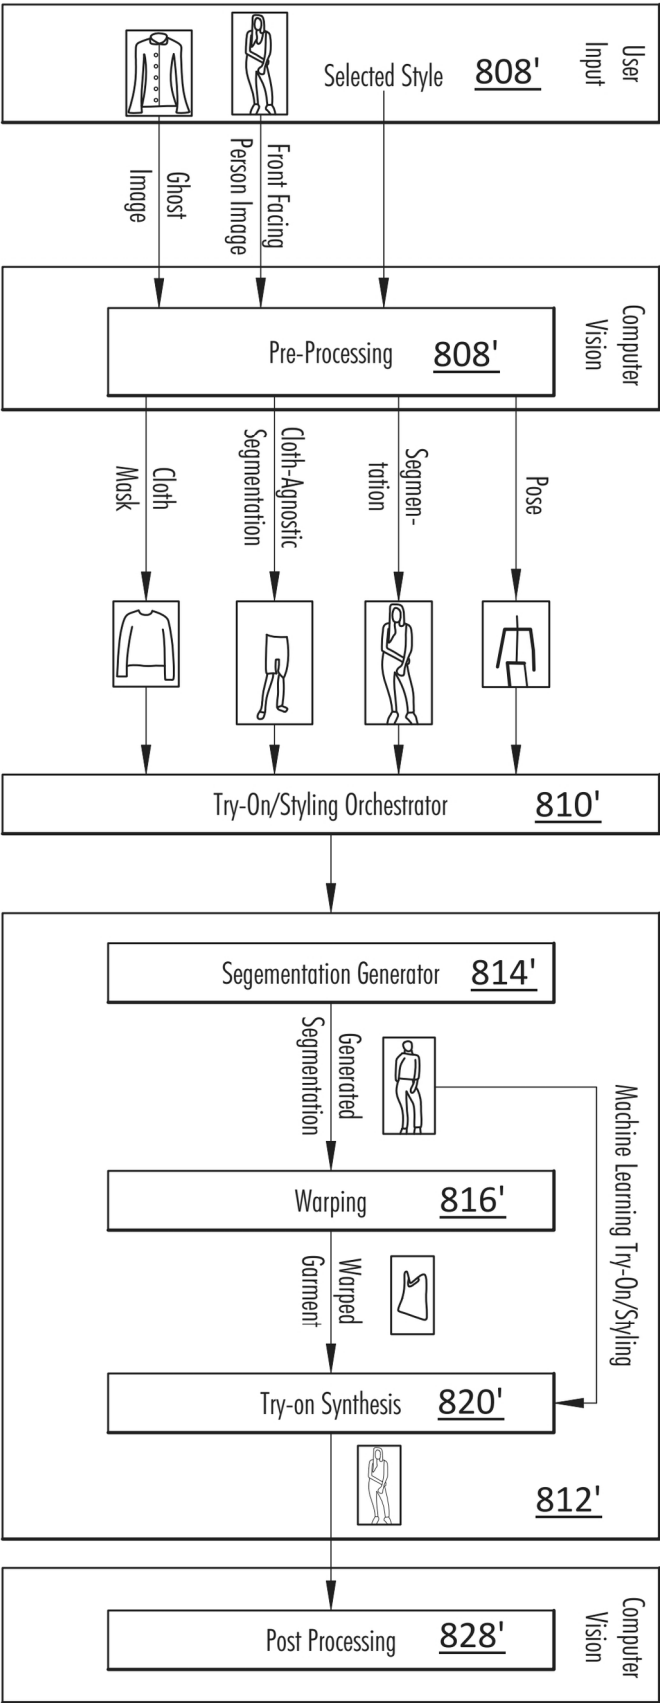 Selected Style 808'
User
Input
Ghost
Image
Front Facing
Person Image
Computer
Vision
Pre-Processing 808'
Cloth
Mask
Cloth-Agnostic
Segmentation
Segmen-
tation
Pose
Try-On/Styling Orchestrator 810'
Segementation Generator 814'
Generated
Segmentation
Machine Learning Try-On/Styling
Warping 816'
Warped
Garment
Try-on Synthesis 820'
812'
Computer
Vision
Post Processing 828'